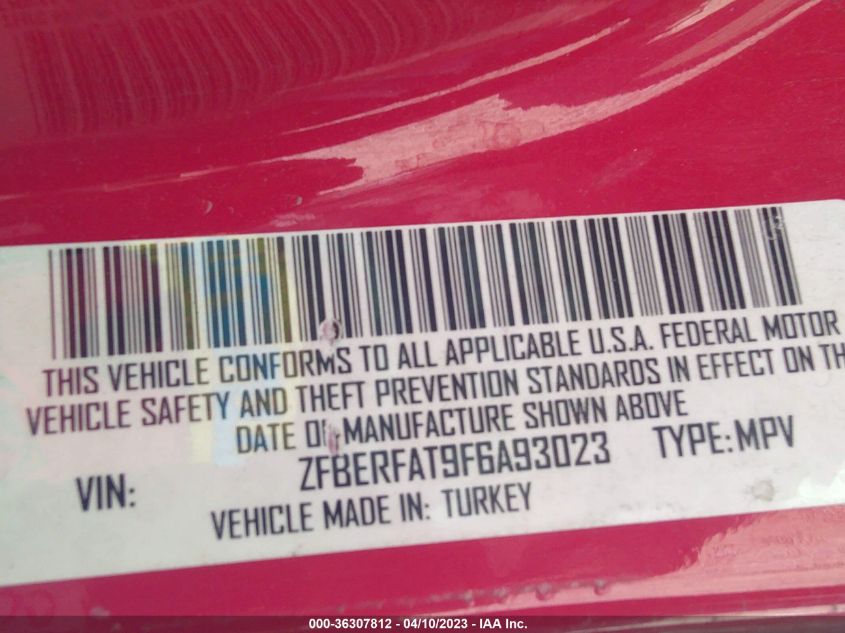 THIS VEHICLE CONFORMS TO ALL APPLICABLE U.S.A. FEDERAL MOTOR
VEHICLE SAFETY AND THEFT PREVENTION STANDARDS IN EFFECT ON TH
DATE OF MANUFACTURE SHOWN ABOVE
VIN: ZFBERFAT9F6A93023 TYPE:MPV
VEHICLE MADE IN: TURKEY
000-36307812 - 04/10/2023 - IAA Inc.